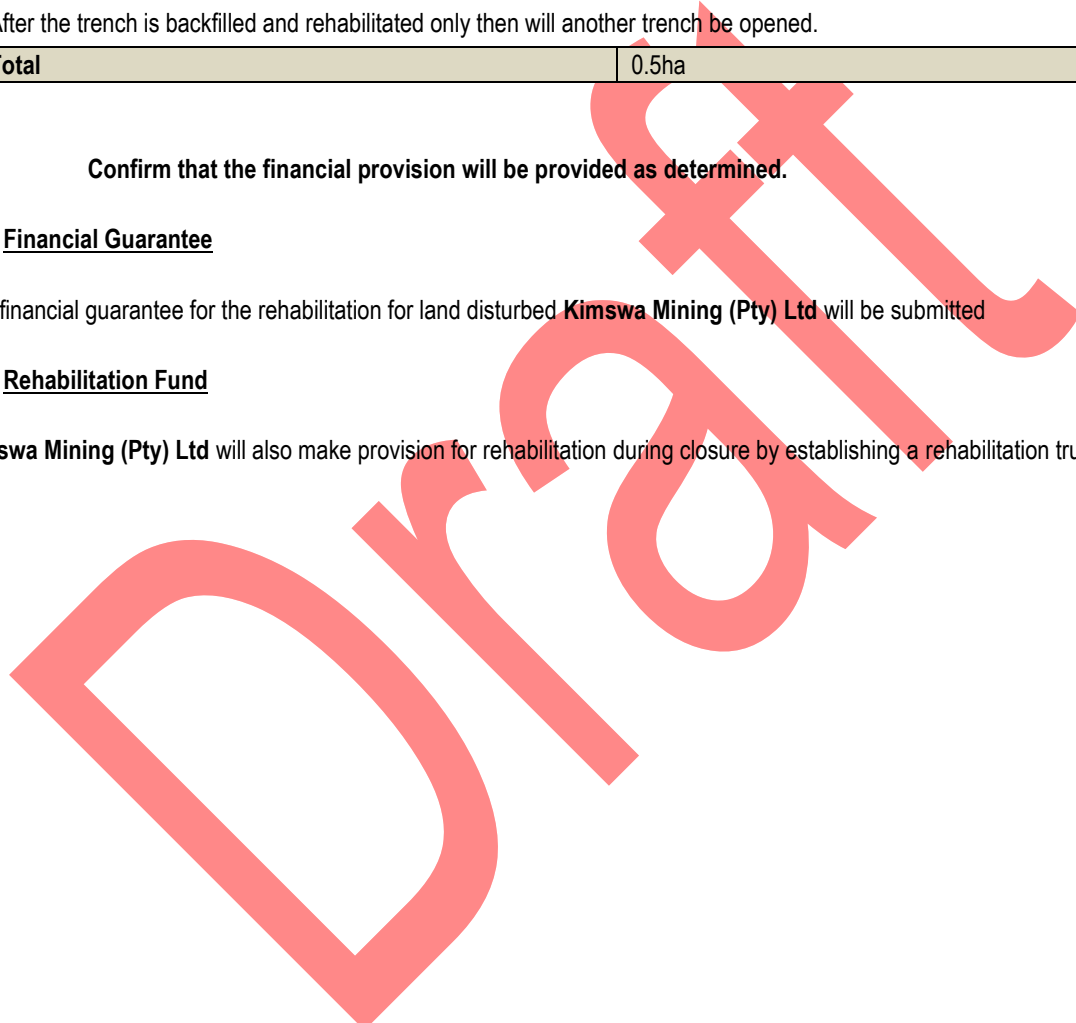 After the trench is backfilled and rehabilitated only then will another trench be opened.
Total 0.5ha
Confirm that the financial provision will be provided as determined.
Financial Guarantee
financial guarantee for the rehabilitation for land disturbed Kimswa Mining (Pty) Ltd will be submitted
Rehabilitation Fund
swa Mining (Pty) Ltd will also make provision for rehabilitation during closure by establishing a rehabilitation tru
Draft